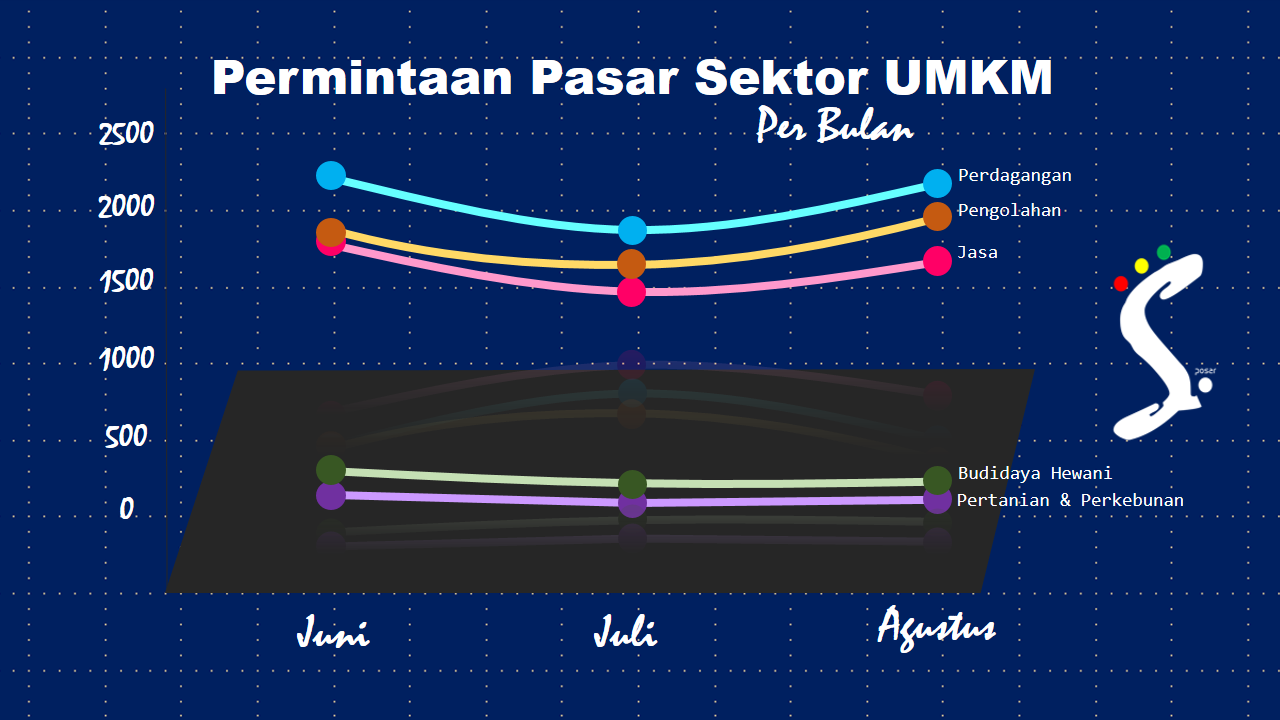 Permintaan Pasar Sektor UMKM
Per Bulan
2500
2000
1500
1000
500
0
Perdagangan
Pengolahan
Jasa
poser
Budidaya Hewani
Pertanian & Perkebunan
Juni
Juli
Agustus